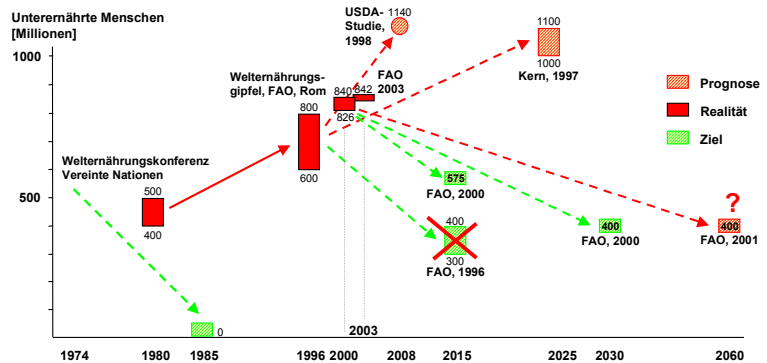 Unterernährte Menschen
[Millionen]
1000
500
USDA-
Studie,
1998
1140
1100
1000
Kern, 1997
Welternährungs-
gipfel, FAO, Rom
800
600
840
826
842
FAO
2003
Prognose
Realität
Ziel
Welternährungskonferenz
Vereinte Nationen
500
400
575
FAO, 2000
400
300
FAO, 1996
400
FAO, 2000
?
400
FAO, 2001
0
2003
1974 1980 1985 1996 2000 2008 2015 2025 2030 2060